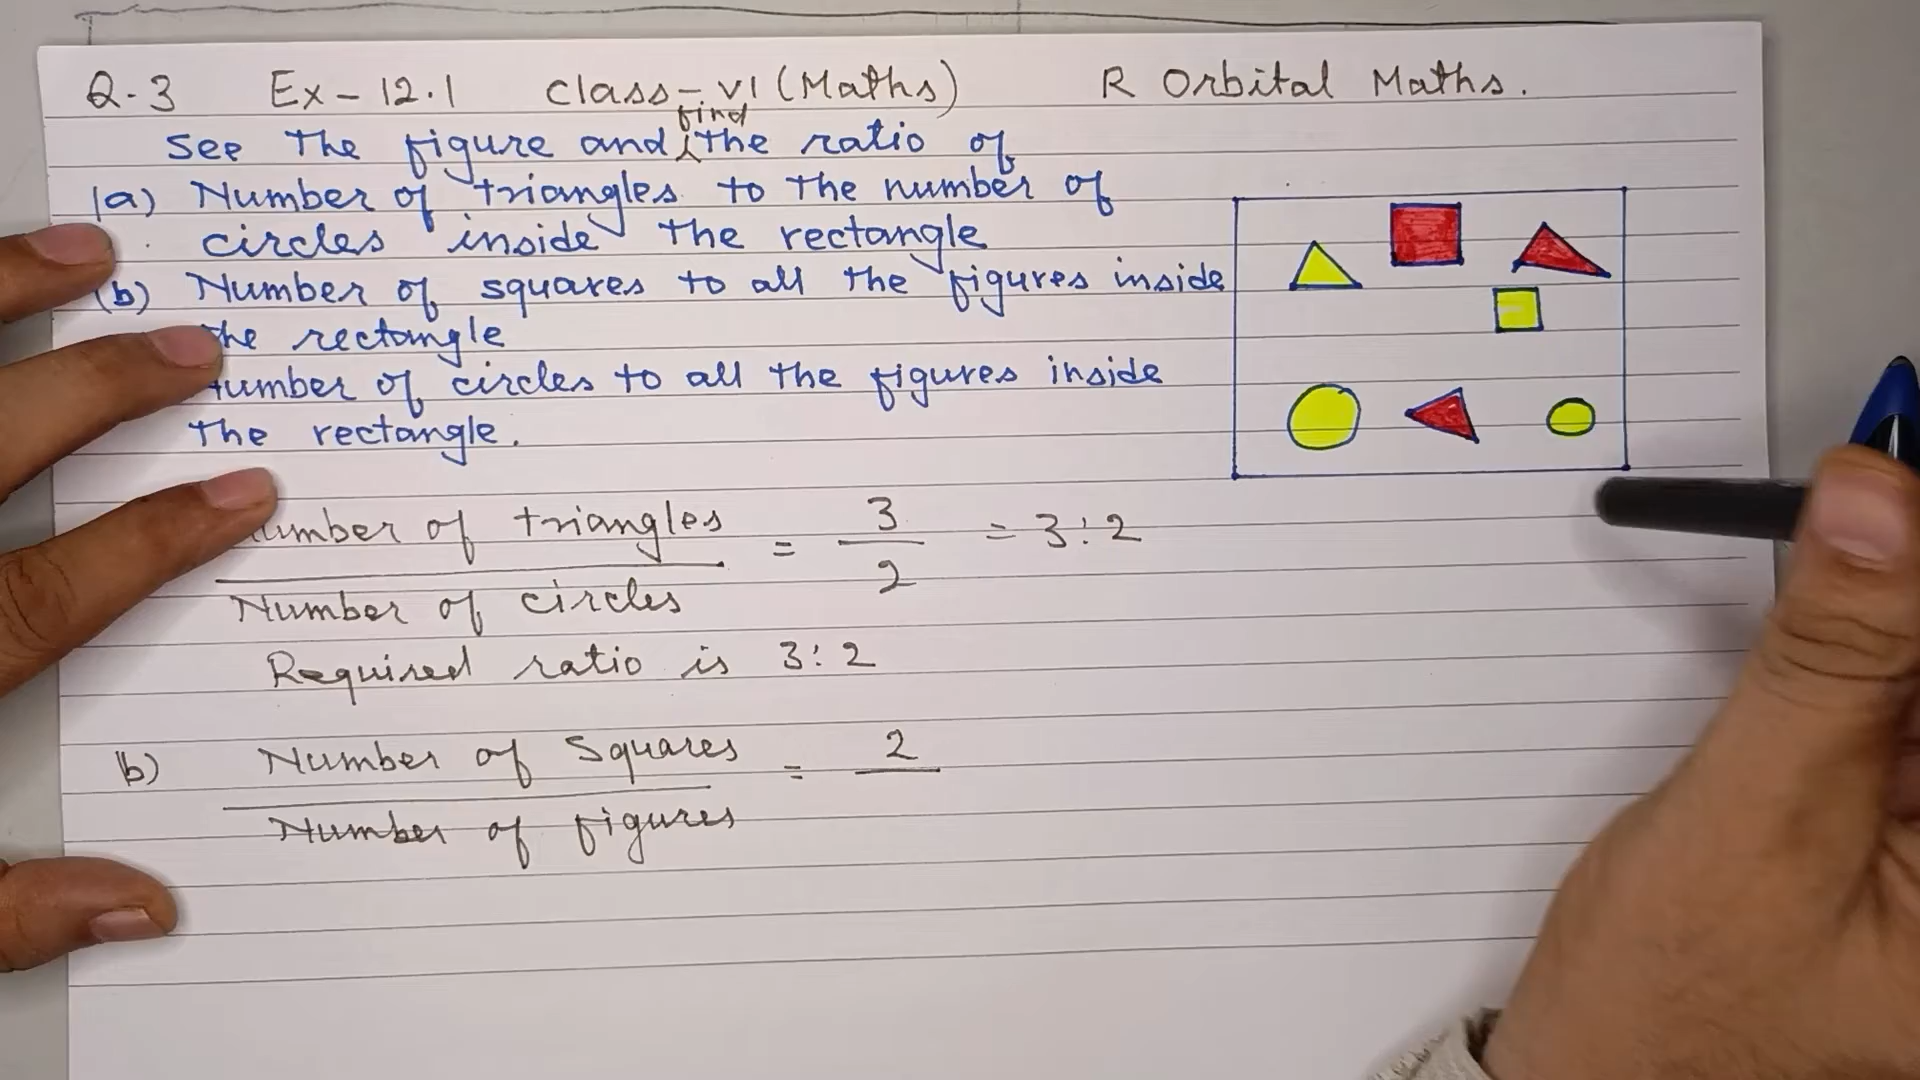 Q-3 Ex-12.1 Class-VI (Maths) R Orbital Maths.
find
See the figure and the ratio of
(a) Number of triangles to the number of
circles inside the rectangle
(b) Number of squares to all the figures inside
the rectangle
number of circles to all the figures inside
the rectangle.
Number of triangles = 3 = 3:2
Number of circles 2
Required ratio is 3:2
b) Number of Squares = 2
Number of figures